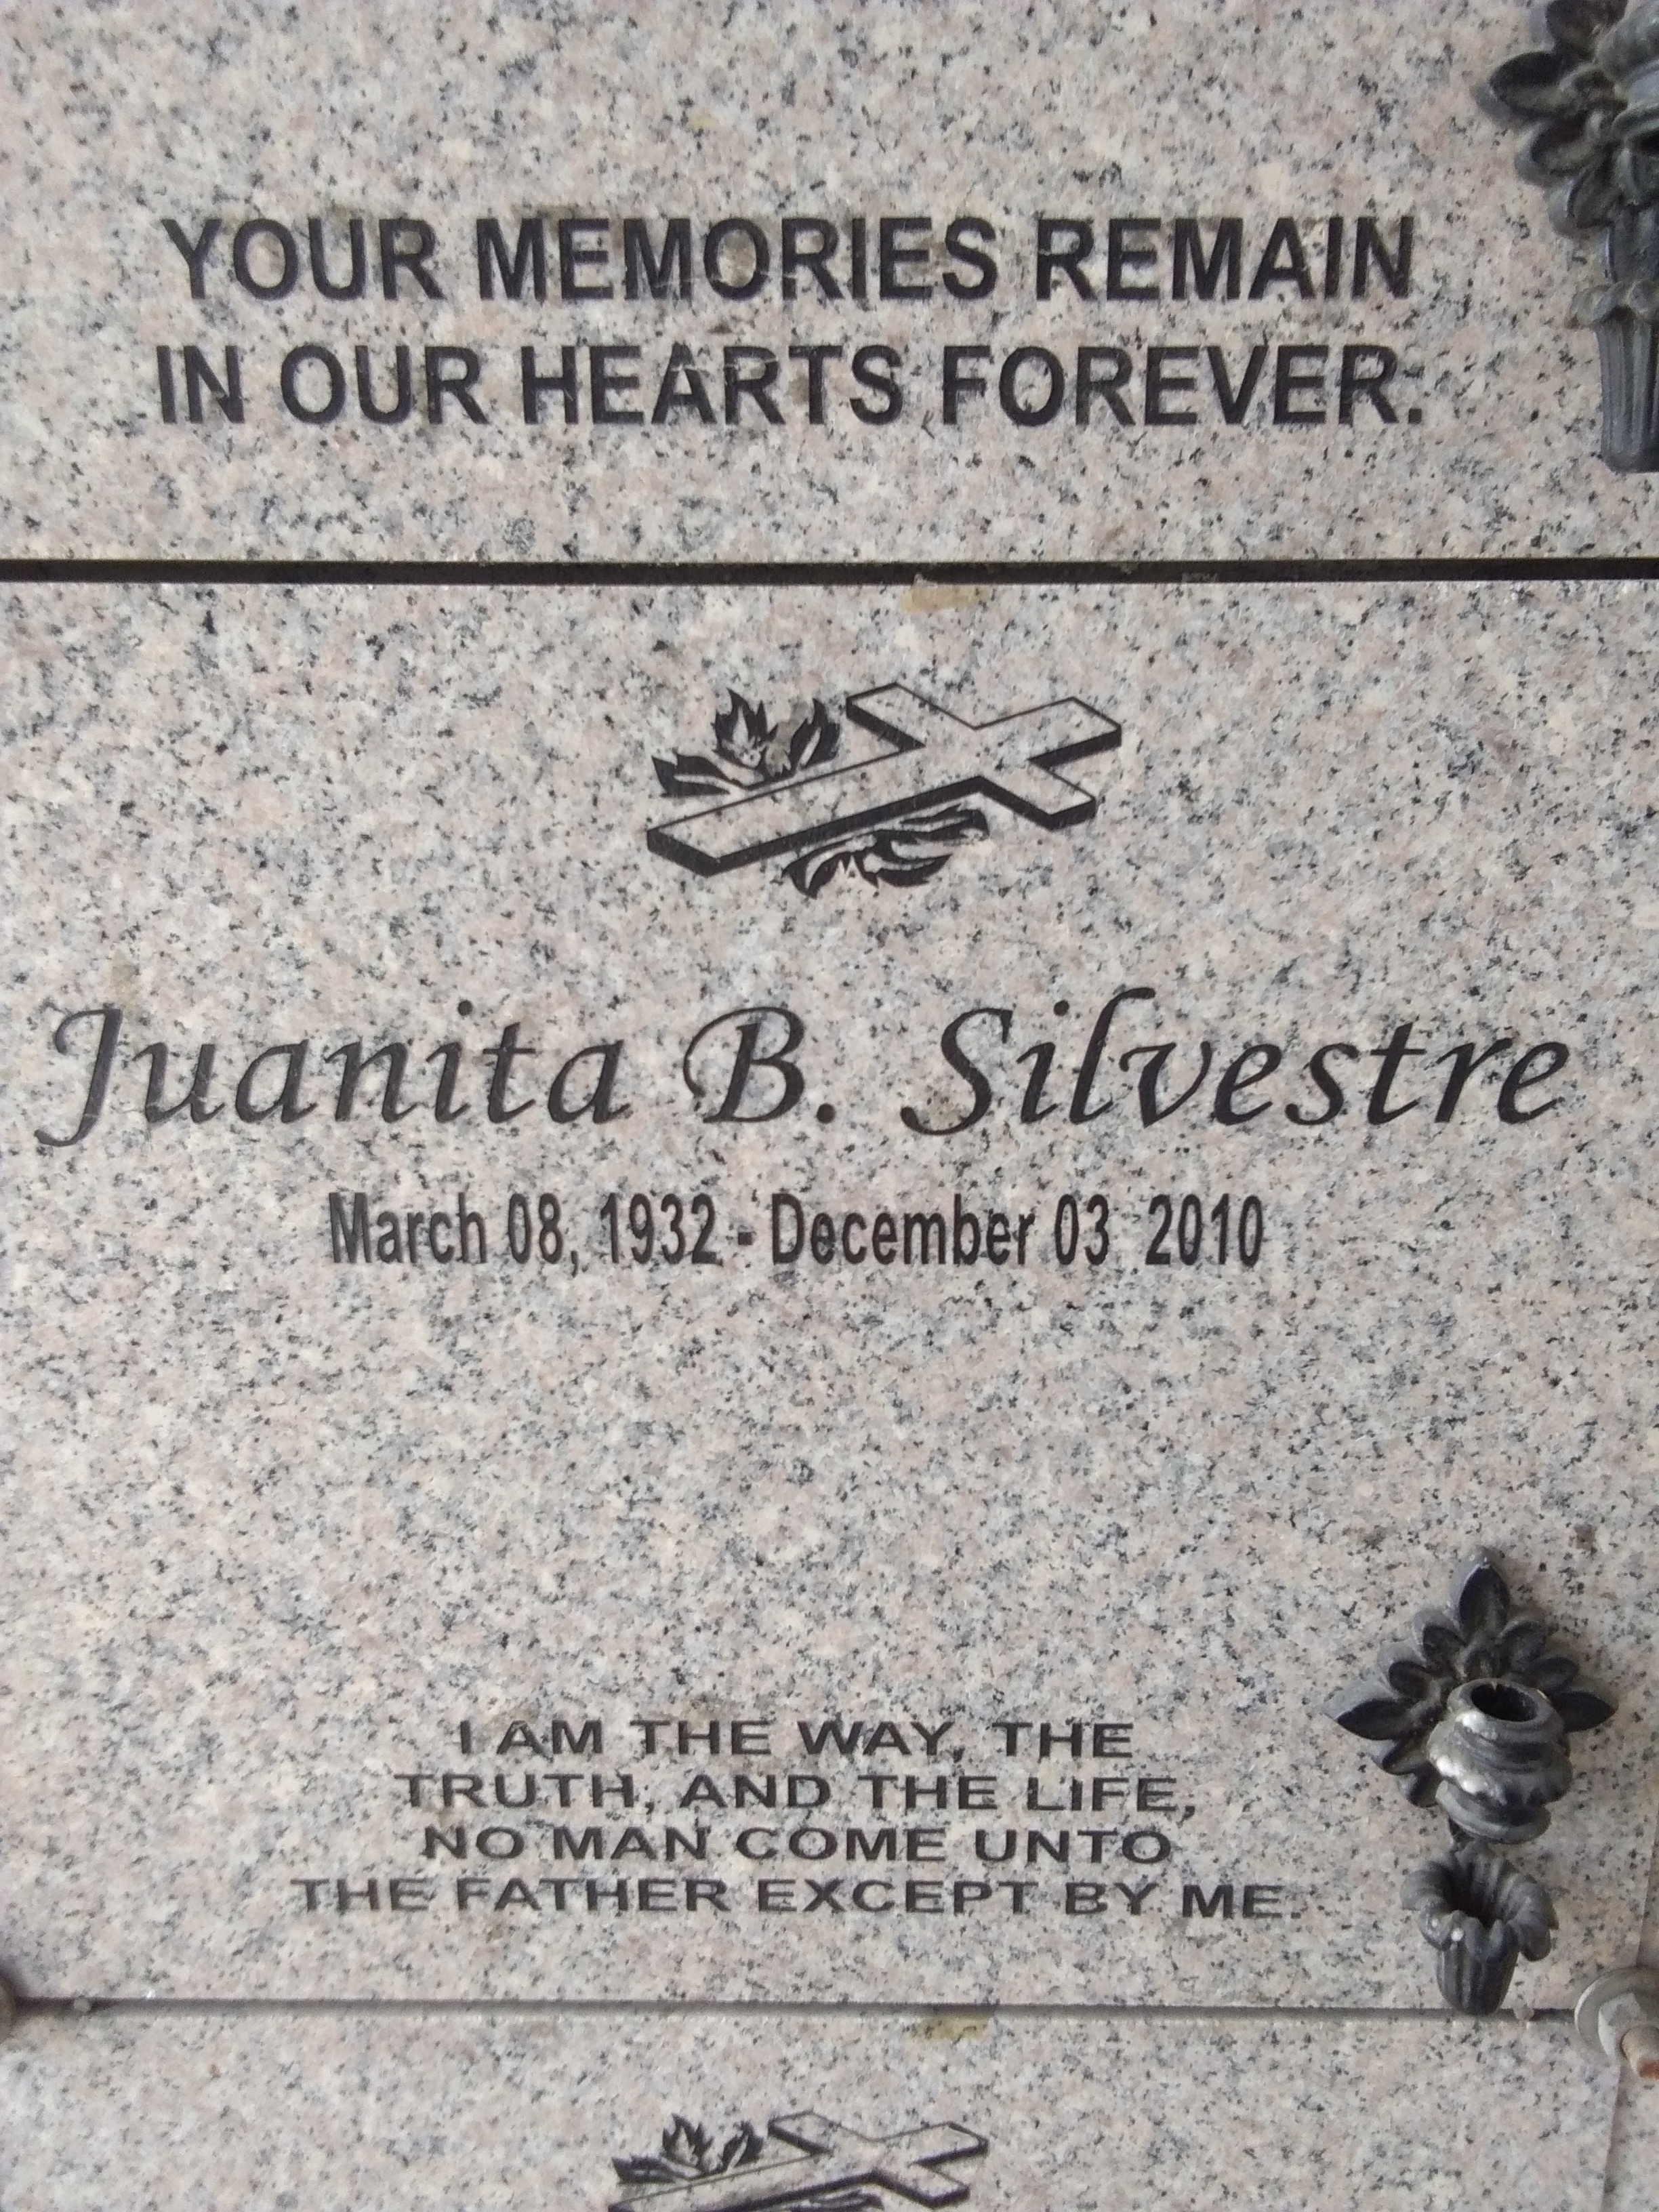 YOUR MEMORIES REMAIN
IN OUR HEARTS FOREVER.
Juanita B. Silvestre
March 08, 1932 - December 03 2010
I AM THE WAY, THE
TRUTH, AND THE LIFE,
NO MAN COME UNTO
THE FATHER EXCEPT BY ME.